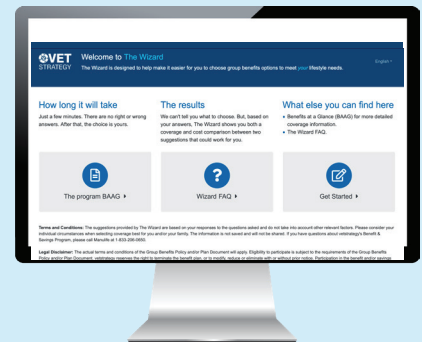 VET
STRATEGY
Welcome to The Wizard
The Wizard is designed to help make it easier for you to choose group benefits options to meet your lifestyle needs.
English
How long it will take
Just a few minutes. There are no right or wrong
answers. After that, the choice is yours.
The results
We can't tell you what to choose. But, based on
your answers, The Wizard shows you both a
coverage and cost comparison between two
suggestions that could work for you.
What else you can find here
• Benefits at a Glance (BAAG) for more detailed
coverage information.
• The Wizard FAQ.
The program BAAG
Wizard FAQ
Get Started
Terms and Conditions: The suggestions provided by The Wizard are based on your responses to the questions asked and do not take into account other relevant factors. Please consider your
individual circumstances when selecting coverage best for you and/or your family. The information is not saved and will not be shared. If you have questions about vetstrategy's Benefit &
Savings Program, please call Manulife at 1-833-296-0650.
Legal Disclaimer: The actual terms and conditions of the Group Benefits Policy and/or Plan Document will apply. Eligibility to participate is subject to the requirements of the Group Benefits
Policy and/or Plan Document. vetstrategy reserves the right to terminate the benefit plan, or to modify, reduce or eliminate with or without prior notice. Participation in the benefit and/or savings